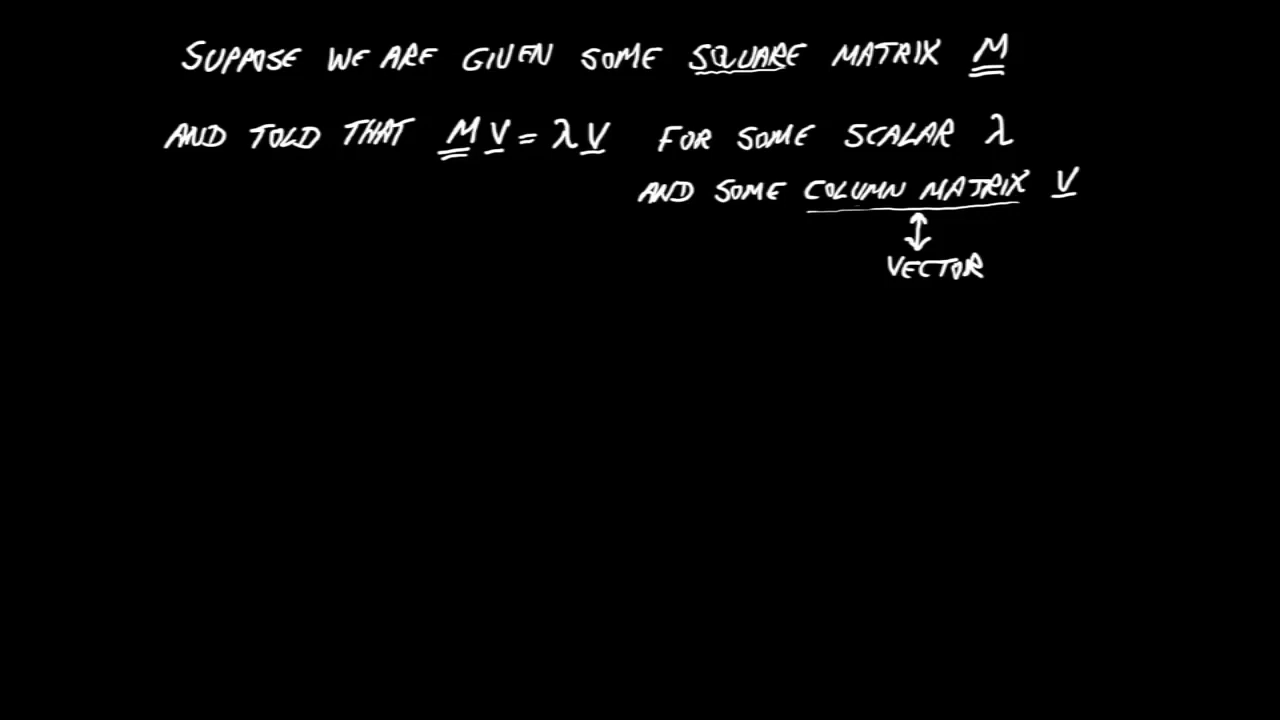 SUPPOSE WE ARE GIVEN SOME SQUARE MATRIX M
AND TOLD THAT M V = λ V FOR SOME SCALAR λ
AND SOME COLUMN MATRIX V
VECTOR